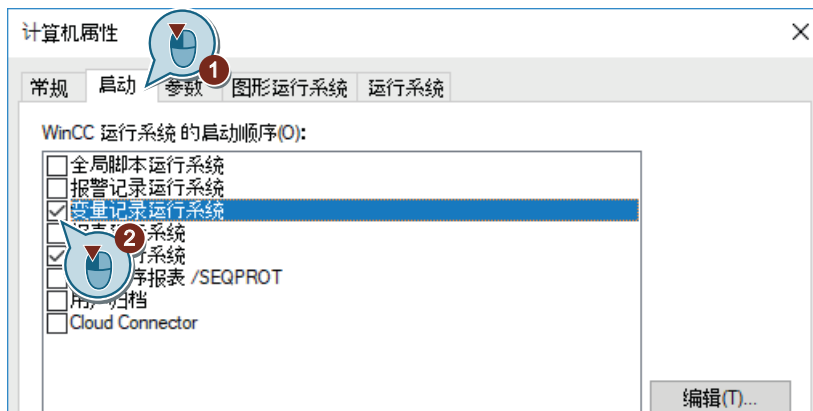 计算机属性
1
常规 启动 参数 图形运行系统 运行系统
WinCC 运行系统 的启动顺序(O):
全局脚本运行系统
报警记录运行系统
变量记录运行系统
2
系统
行系统
序报表 /SEQPROT
用户归档
Cloud Connector
编辑(T)...